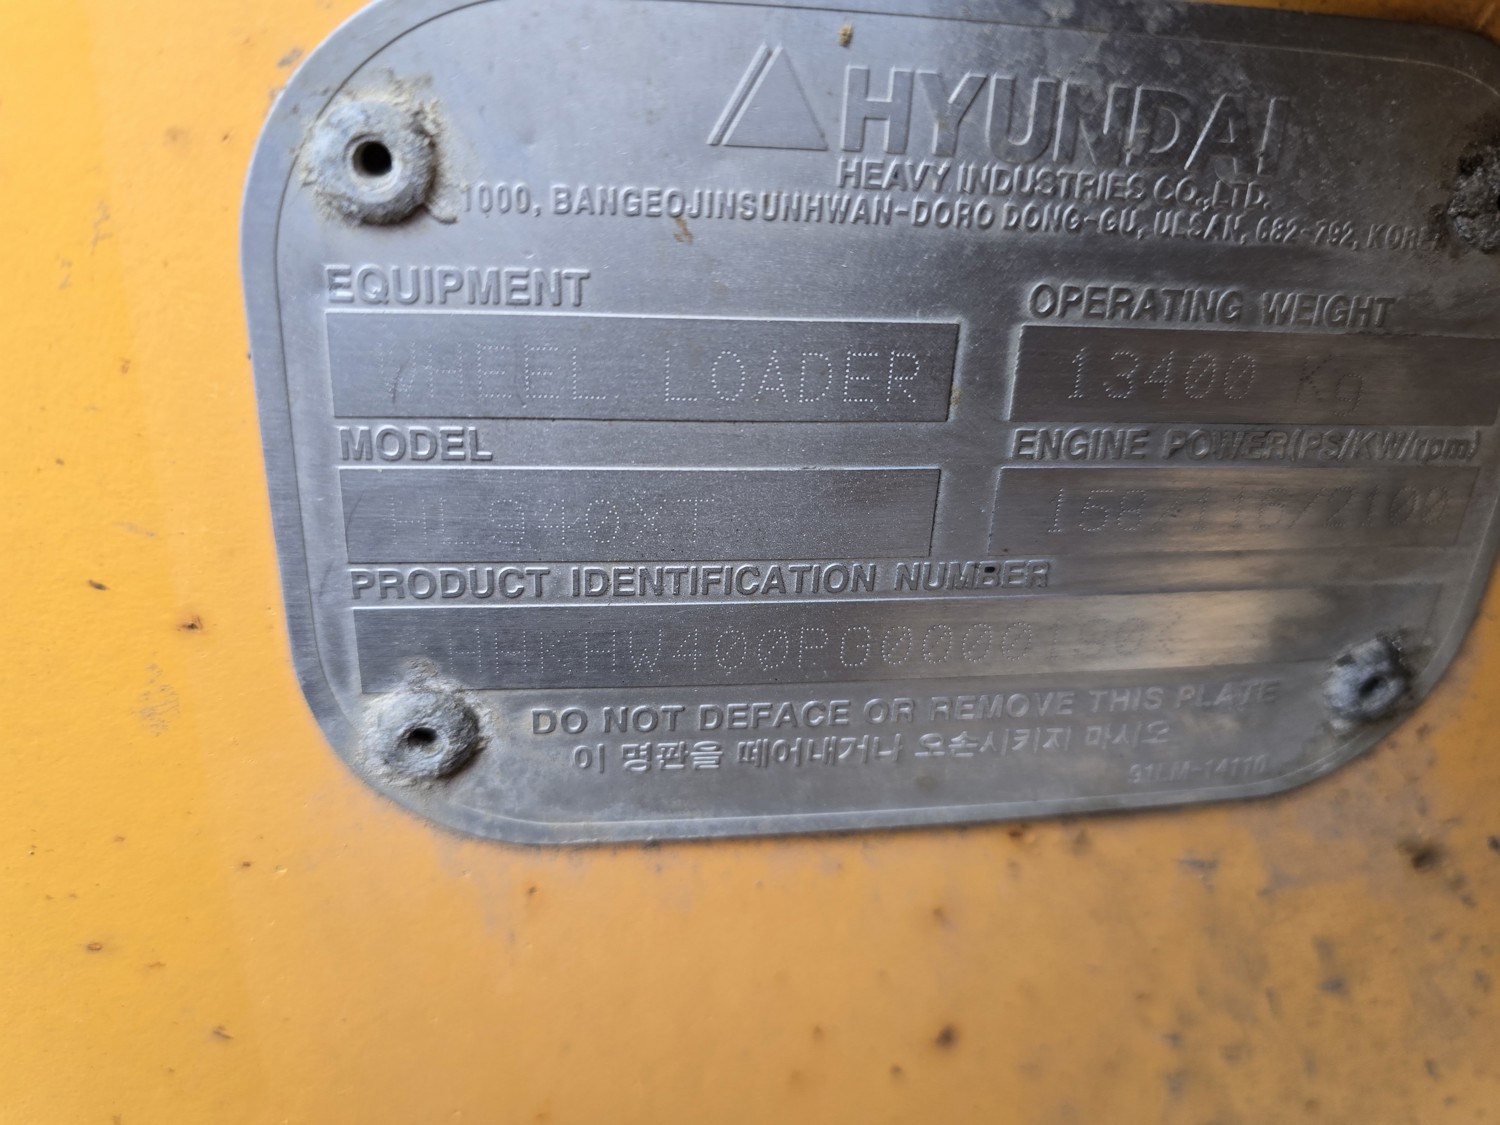 HYUNDAI
HEAVY INDUSTRIES CO.,LTD.
1000, BANGEOJINSUNHWAN-DORO DONG-GU, ULSAN, 682-792, KOREA
EQUIPMENT
OPERATING WEIGHT
WHEEL LOADER
13400 Kg
MODEL
ENGINE POWER(PS/KW/rpm)
HL940XT
PRODUCT IDENTIFICATION NUMBER
DO NOT DEFACE OR REMOVE THIS PLATE
이 명판을 떼어내거나 오손시키지 마시오
91LM-14110